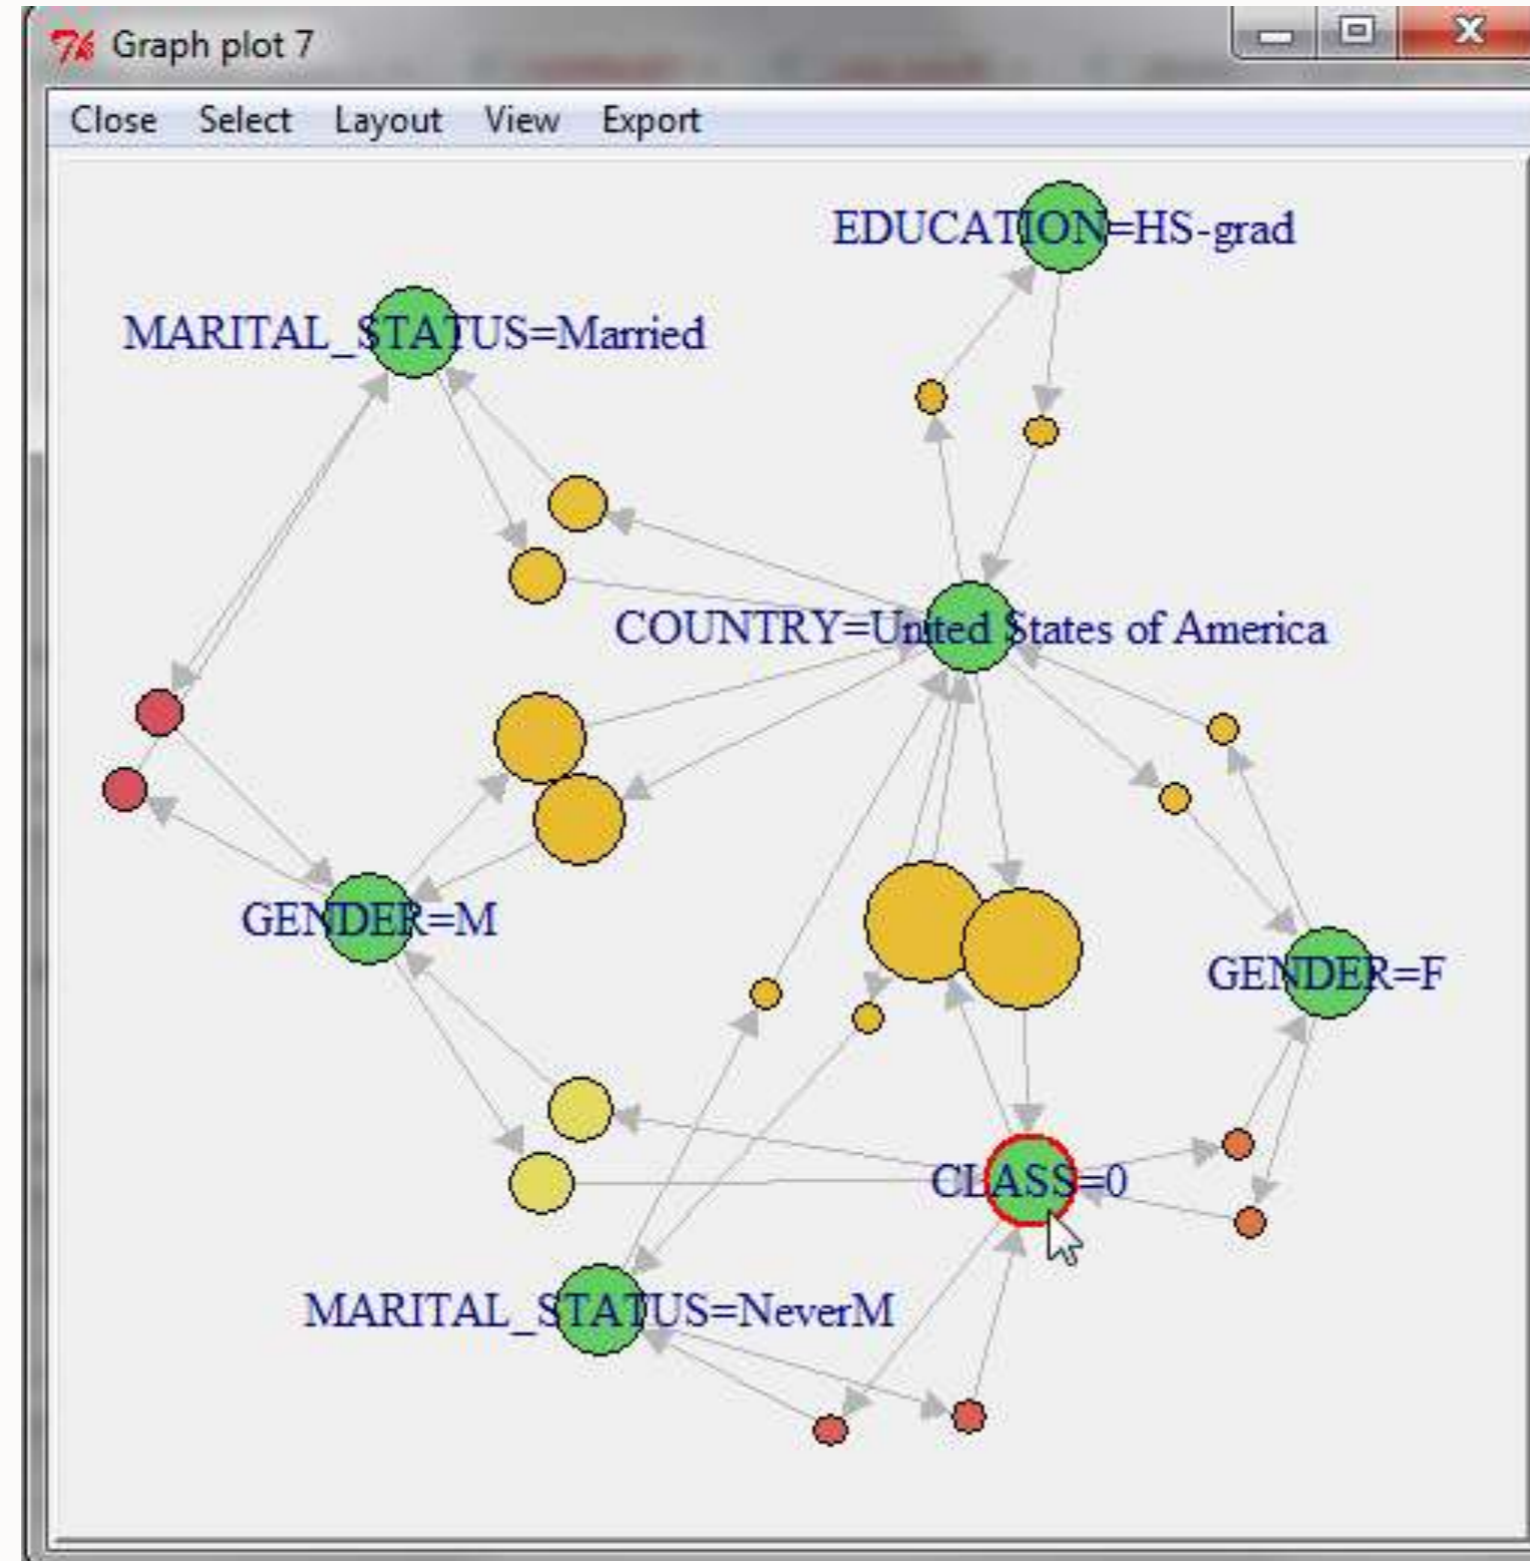 Graph plot 7
Close Select Layout View Export
EDUCATION=HS-grad
MARITAL_STATUS=Married
COUNTRY=United States of America
GENDER=M
GENDER=F
CLASS=0
MARITAL_STATUS=NeverM